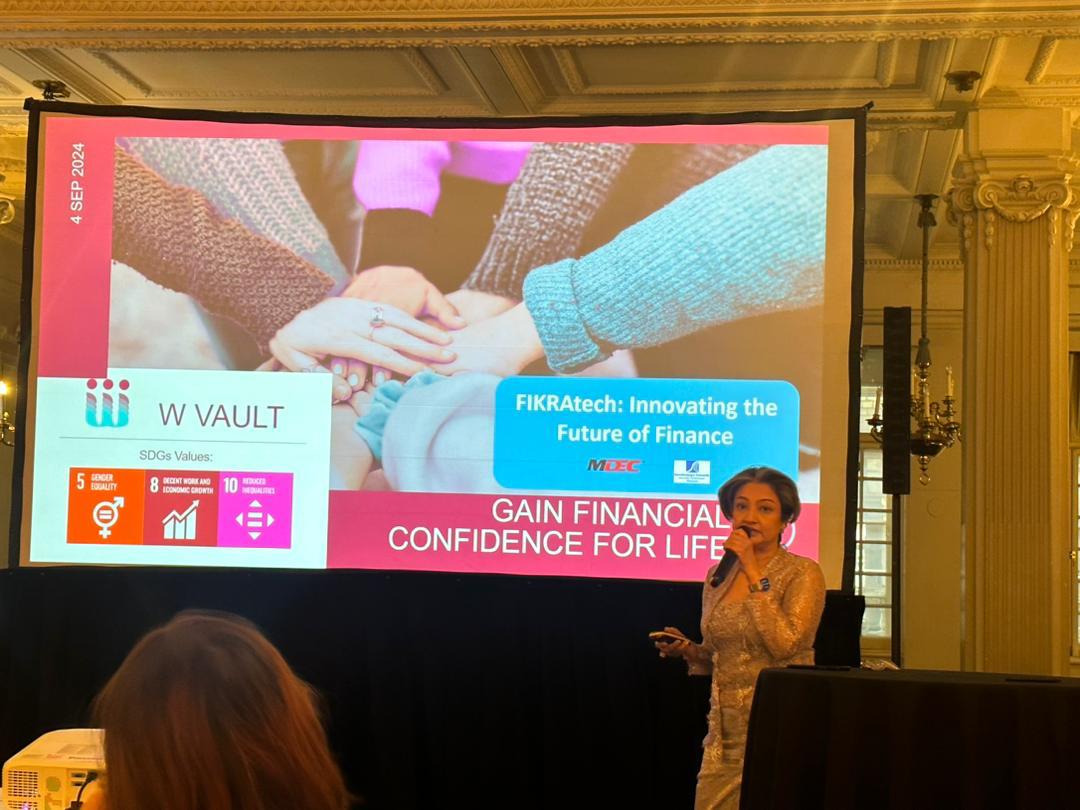 4 SEP 2024
W VAULT
SDGs Values:
5 GENDER
EQUALITY
8 DECENT WORK AND
ECONOMIC GROWTH
10 REDUCED
INEQUALITIES
FIKRAtech: Innovating the
Future of Finance
MDEC
GAIN FINANCIAL
CONFIDENCE FOR LIFE